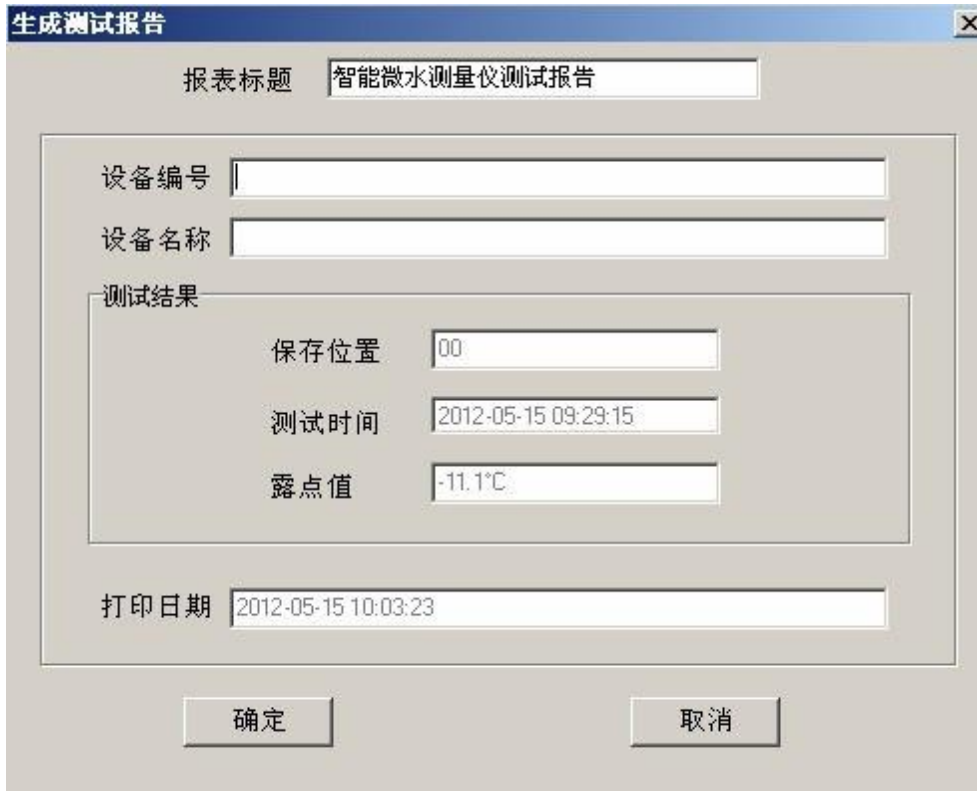 生成测试报告
报表标题 智能微水测量仪测试报告
设备编号
设备名称
测试结果
保存位置 00
测试时间 2012-05-15 09:29:15
露点值 -11.1°C
打印日期 2012-05-15 10:03:23
确定 取消